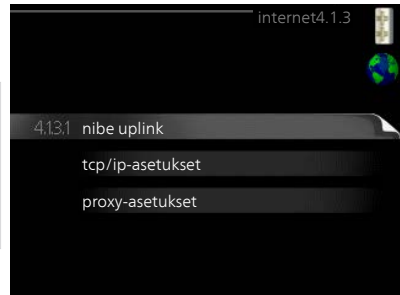 internet4.1.3
4.1.3.1 nibe uplink
tcp/ip-asetukset
proxy-asetukset